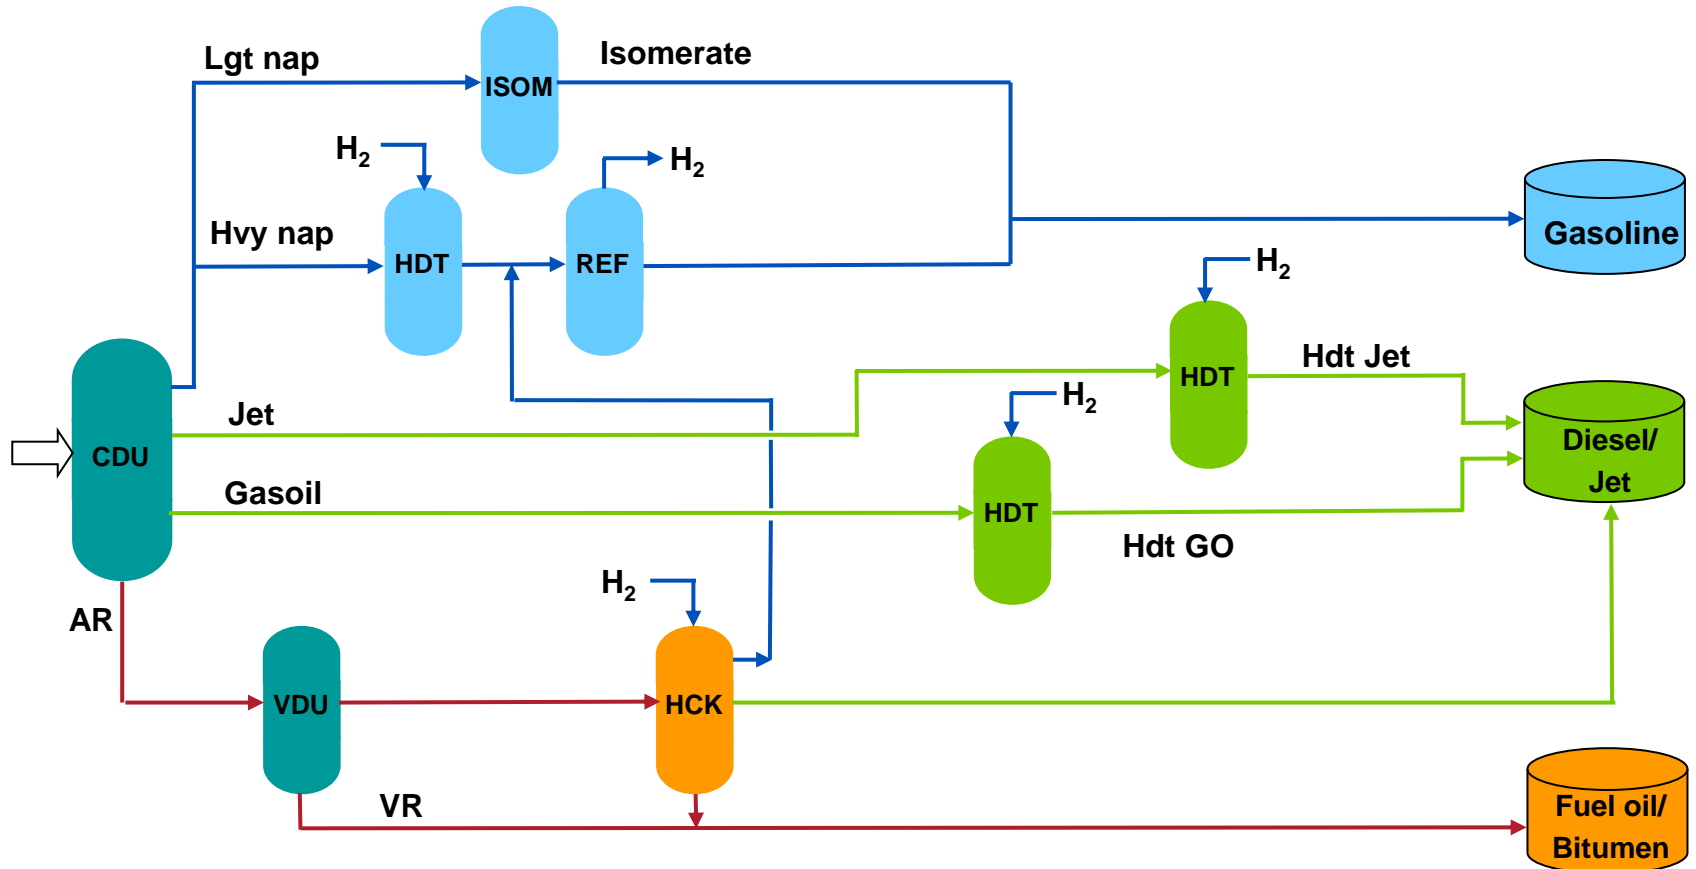 Lgt nap
ISOM
Isomerate
H₂
H₂
Hvy nap
HDT
REF
Gasoline
H₂
Jet
HDT
Hdt Jet
H₂
CDU
Diesel/
Jet
Gasoil
HDT
Hdt GO
H₂
AR
VDU
HCK
VR
Fuel oil/
Bitumen